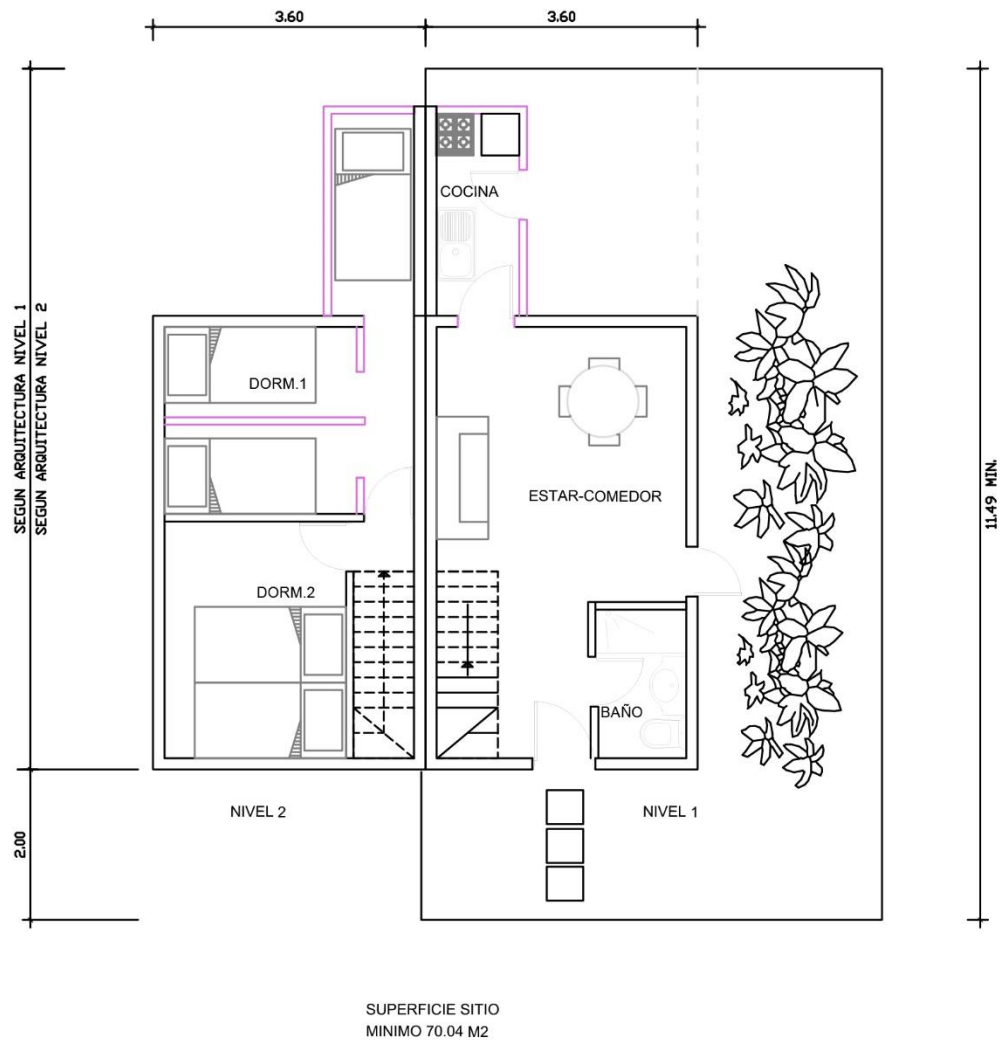 3.60
3.60
COCINA
SEGUN ARQUITECTURA NIVEL 1
SEGUN ARQUITECTURA NIVEL 2
DORM.1
ESTAR-COMEDOR
11.49 MIN.
DORM.2
BAÑO
NIVEL 2
NIVEL 1
2.00
SUPERFICIE SITIO
MINIMO 70.04 M2